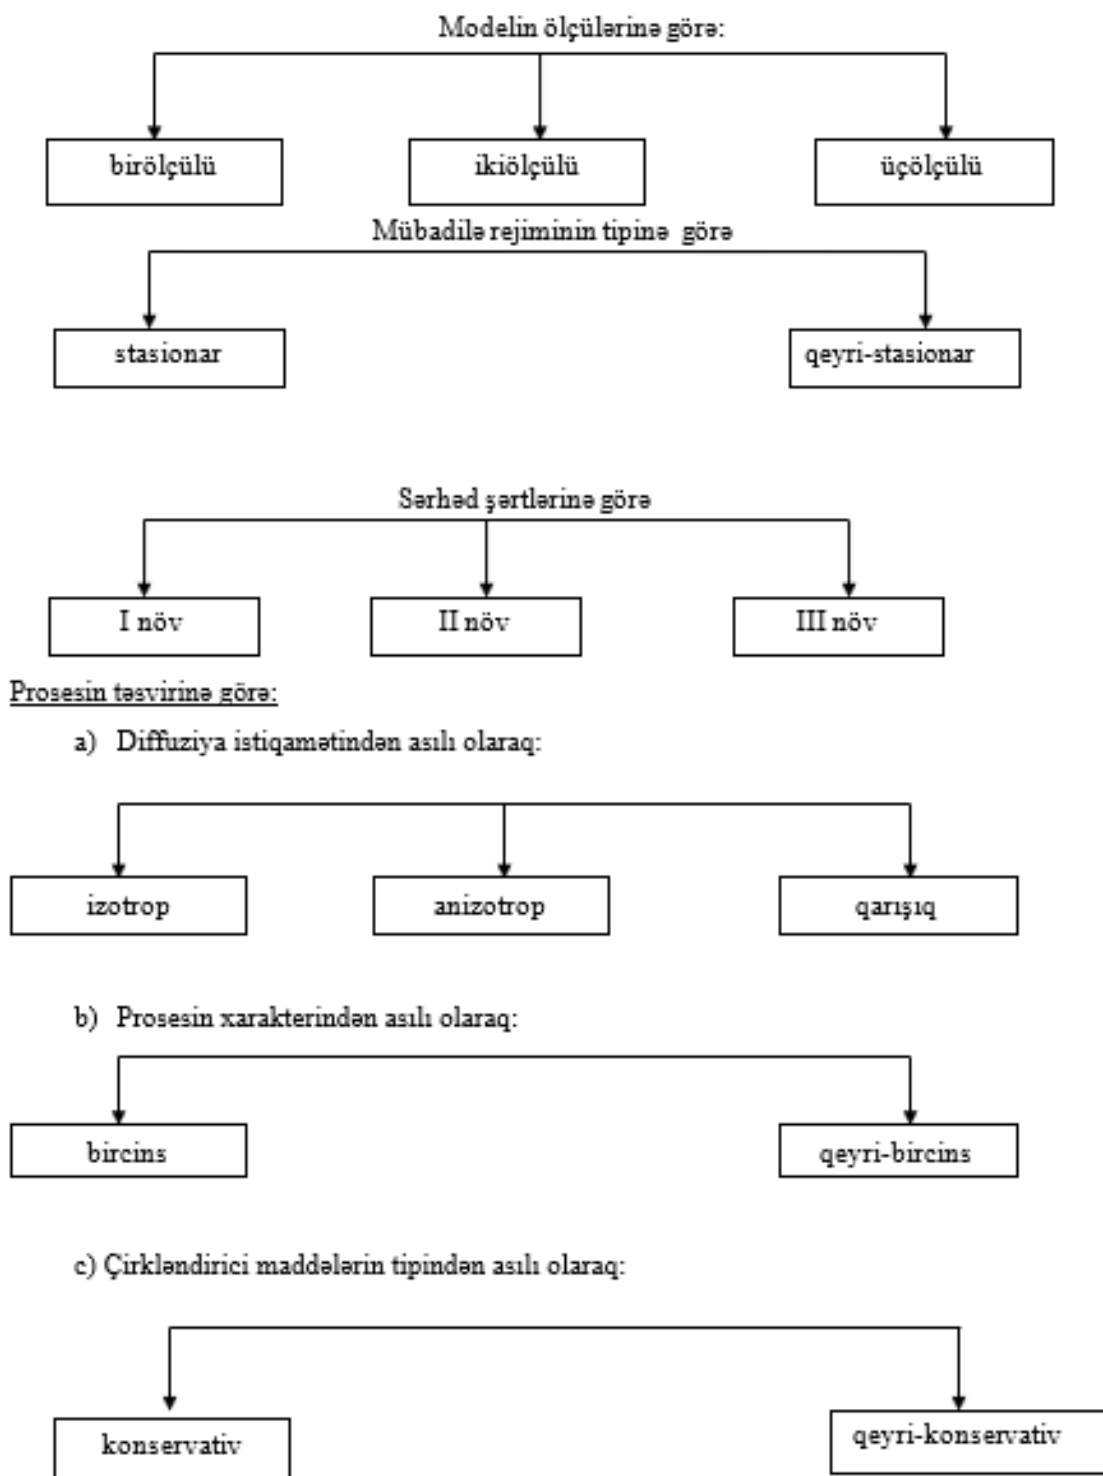 Modelin ölçülərinə görə:
birölçülü ikiölçülü üçölçülü
Mübadilə rejiminin tipinə görə
stasionar qeyri-stasionar
Sərhəd şərtlərinə görə
I növ II növ III növ
Prosesin təsvirinə görə:
a) Diffuziya istiqamətindən asılı olaraq:
izotrop anizotrop qarışıq
b) Prosesin xarakterindən asılı olaraq:
bircins qeyri-bircins
c) Çirkləndirici maddələrin tipindən asılı olaraq:
konservativ qeyri-konservativ